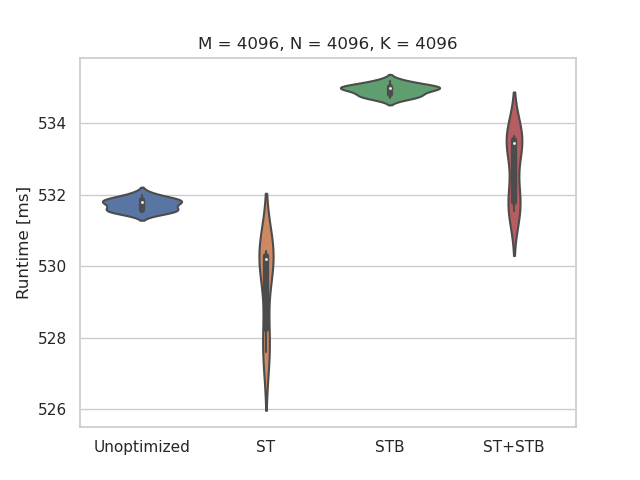 M = 4096, N = 4096, K = 4096
Runtime [ms]
534
532
530
528
526
Unoptimized ST STB ST+STB